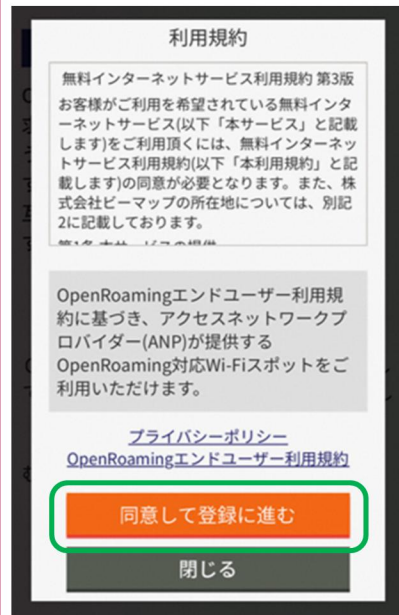 利用規約
無料インターネットサービス利用規約 第3版
お客様がご利用を希望されている無料インタ
ーネットサービス(以下「本サービス」と記載
します)をご利用頂くには、無料インターネッ
トサービス利用規約(以下「本利用規約」と記
載します)の同意が必要となります。また、株
式会社ビーマップの所在地については、別記
2に記載しております。
OpenRoamingエンドユーザー利用規
約に基づき、アクセスネットワークプ
ロバイダー(ANP)が提供する
OpenRoaming対応Wi-Fiスポットをご
利用いただけます。
プライバシーポリシー
OpenRoamingエンドユーザー利用規約
同意して登録に進む
閉じる